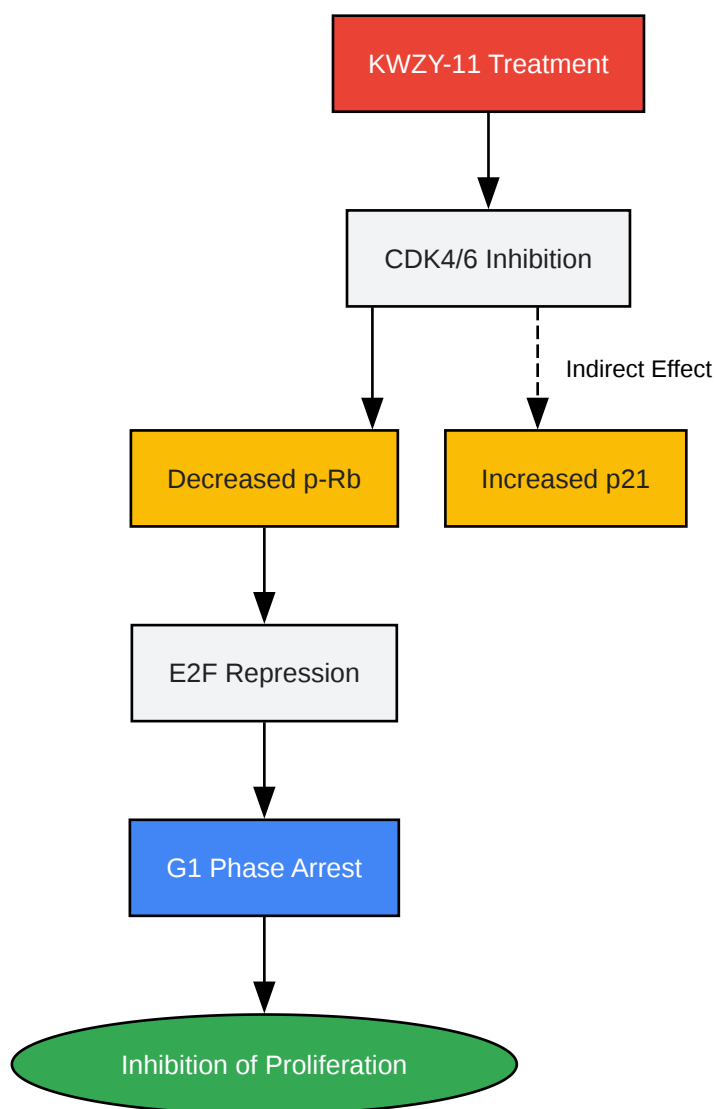 KWZY-11 Treatment
CDK4/6 Inhibition
Indirect Effect
Decreased p-Rb
Increased p21
E2F Repression
G1 Phase Arrest
Inhibition of Proliferation